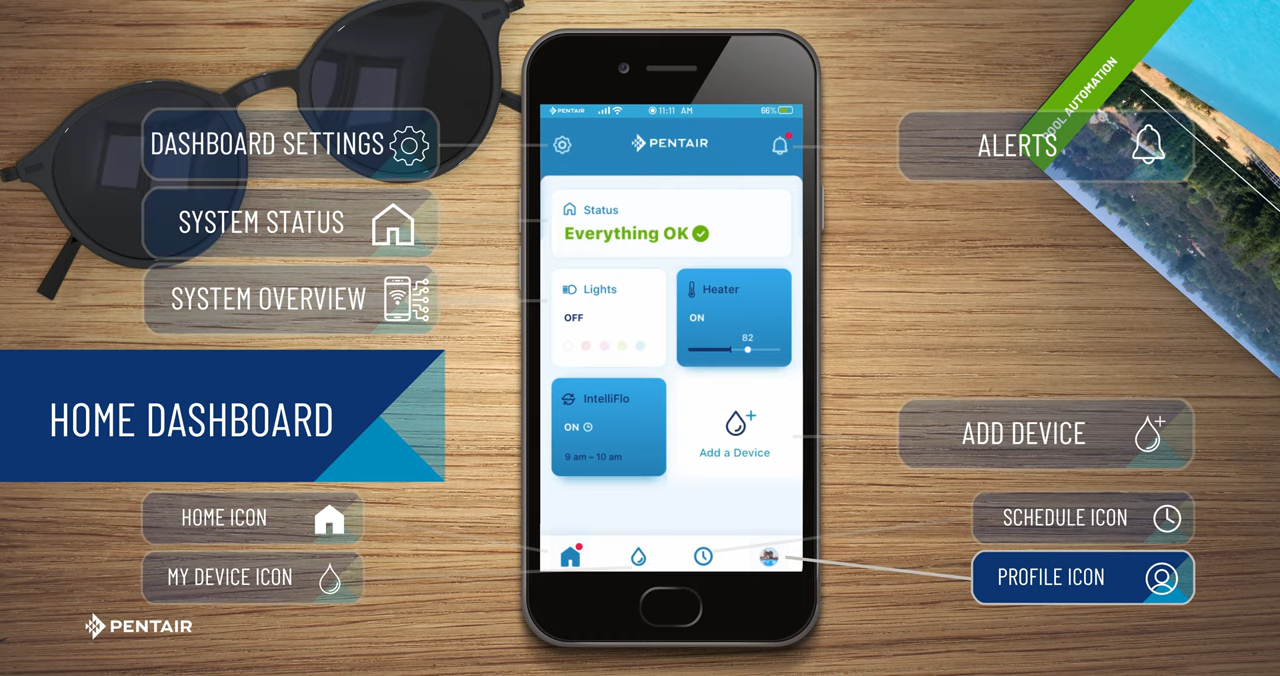 DASHBOARD SETTINGS
SYSTEM STATUS
SYSTEM OVERVIEW
HOME DASHBOARD
HOME ICON
MY DEVICE ICON
PENTAIR
PENTAIR
11:11 AM
66%
PENTAIR
Status
Everything OK
Lights
OFF
Heater
ON
82
IntelliFlo
ON
9 am – 10 am
Add a Device
POOL AUTOMATION
ALERTS
ADD DEVICE
SCHEDULE ICON
PROFILE ICON